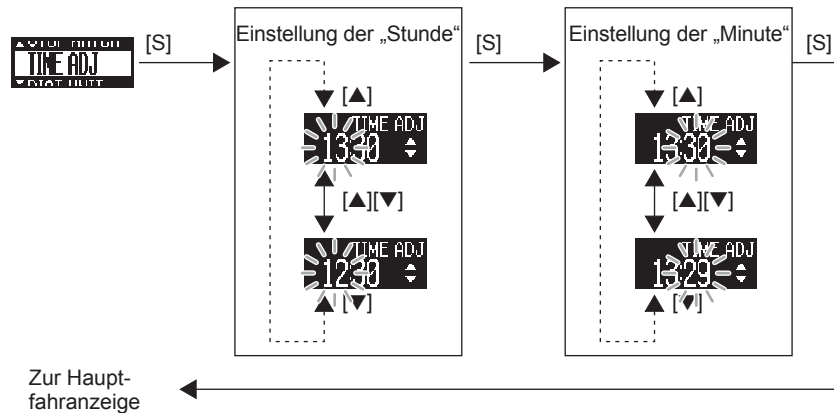 TIME ADJ
[S]
Einstellung der „Stunde“
[▲]
TIME ADJ
13:30
[▲][▼]
TIME ADJ
12:30
[▼]
[S]
Einstellung der „Minute“
[▲]
TIME ADJ
13:30
[▲][▼]
TIME ADJ
13:29
[▼]
[S]
Zur Haupt-
fahranzeige